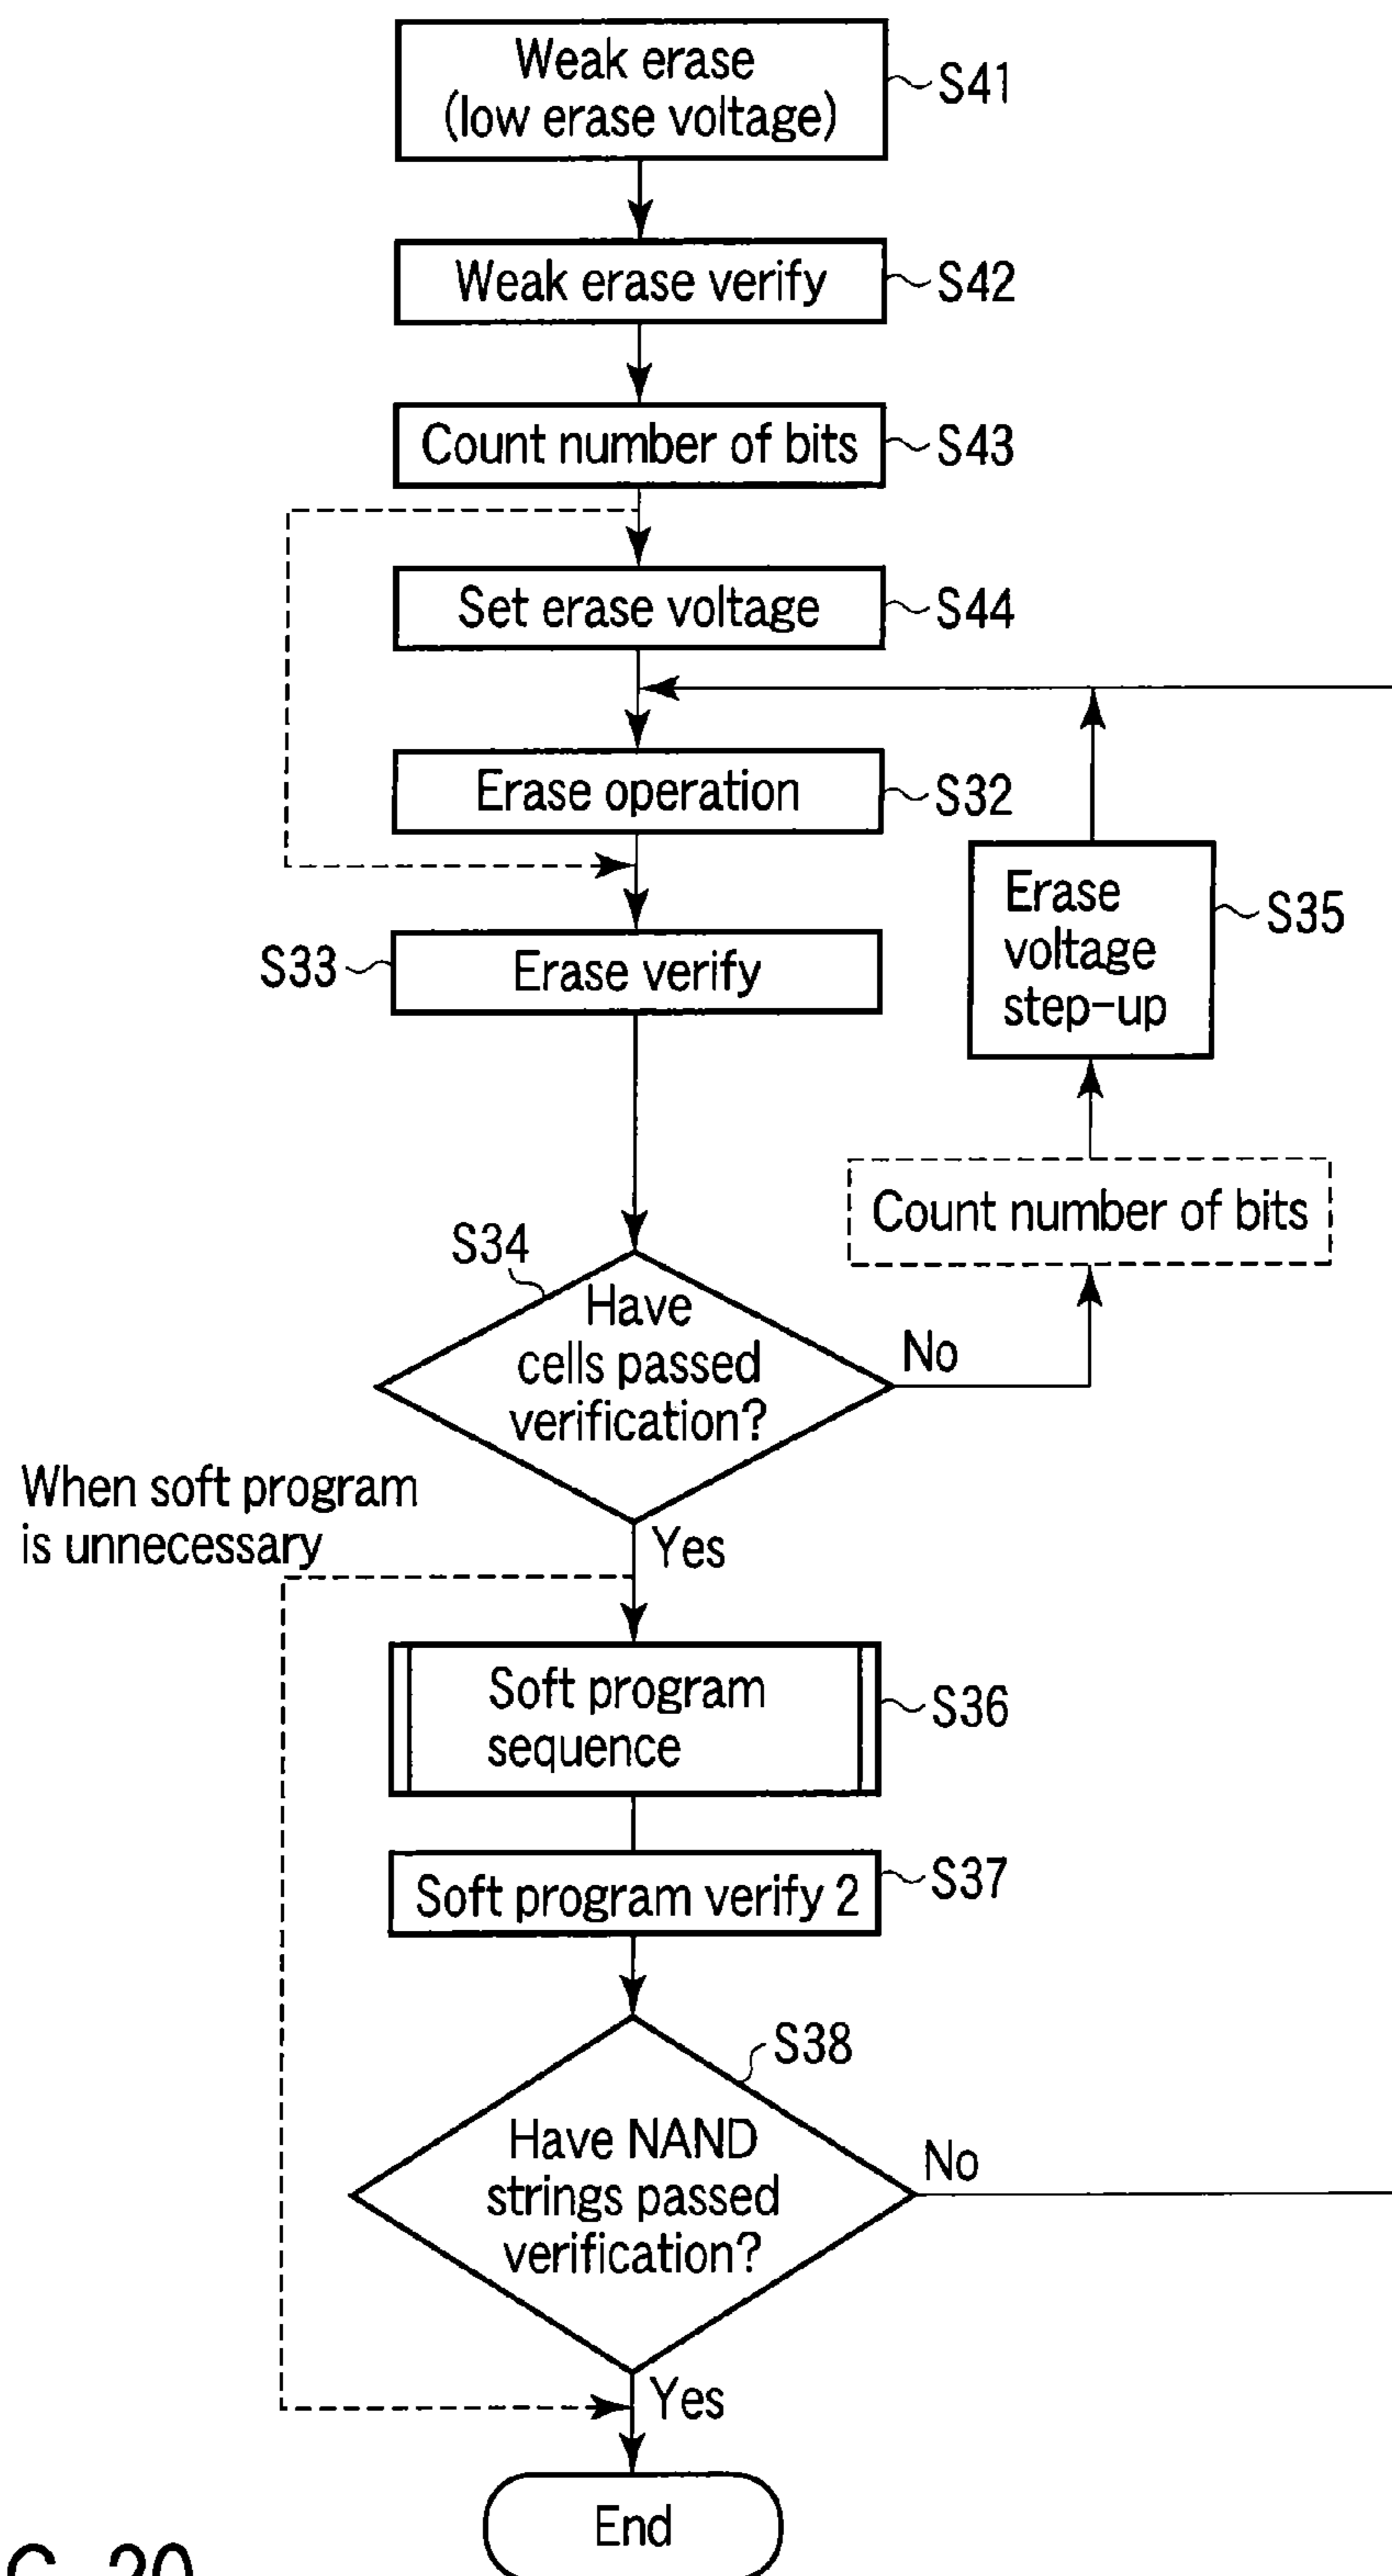 Weak erase
(low erase voltage)
S41
Weak erase verify
S42
Count number of bits
S43
Set erase voltage
S44
Erase operation
S32
Erase
voltage
step-up
S35
S33
Erase verify
Count number of bits
S34
Have
cells passed
verification?
No
When soft program
is unnecessary
Yes
Soft program
sequence
S36
Soft program verify 2
S37
S38
Have NAND
strings passed
verification?
No
Yes
End
G. 20